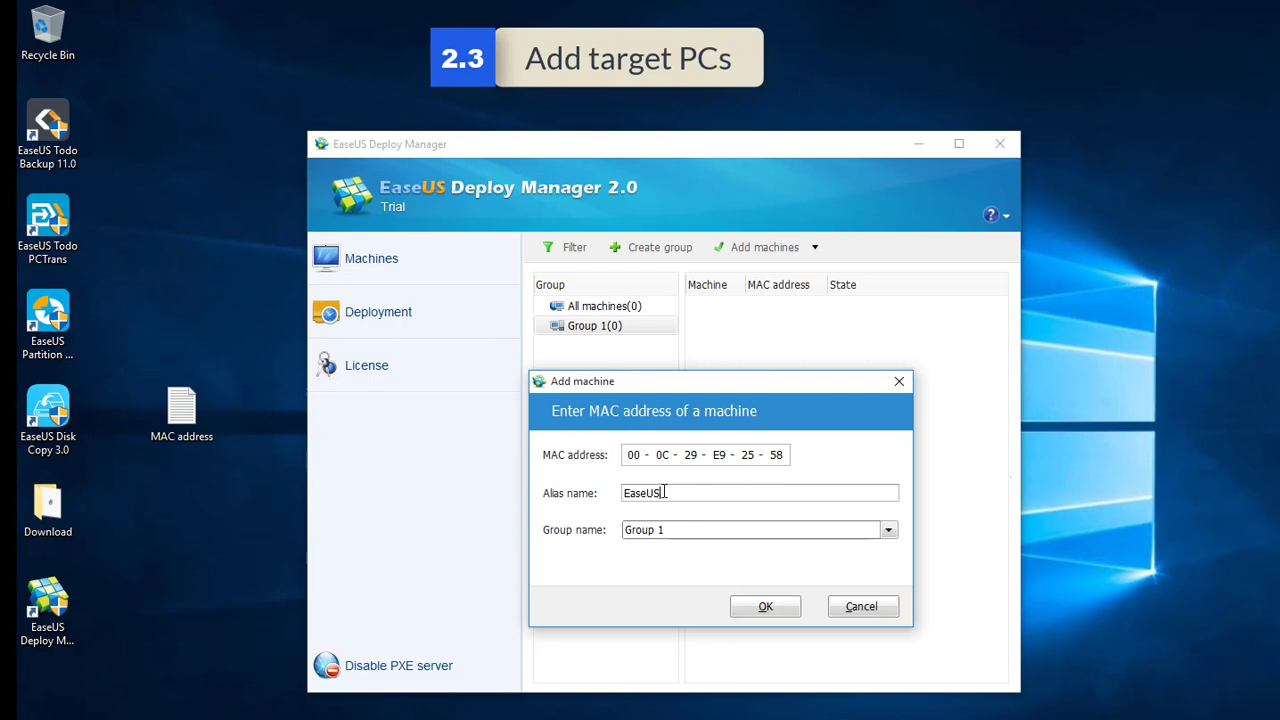 Recycle Bin
EaseUS Todo
Backup 11.0
EaseUS Todo
PCTrans
EaseUS
Partition ...
EaseUS Disk
Copy 3.0
Download
EaseUS
Deploy M...
MAC address
2.3 Add target PCs
EaseUS Deploy Manager
EaseUS Deploy Manager 2.0
Trial
?
Machines
Deployment
License
Disable PXE server
Filter Create group Add machines
Group Machine MAC address State
All machines(0)
Group 1(0)
Add machine
Enter MAC address of a machine
MAC address: 00 - 0C - 29 - E9 - 25 - 58
Alias name: EaseUS
Group name: Group 1
OK Cancel